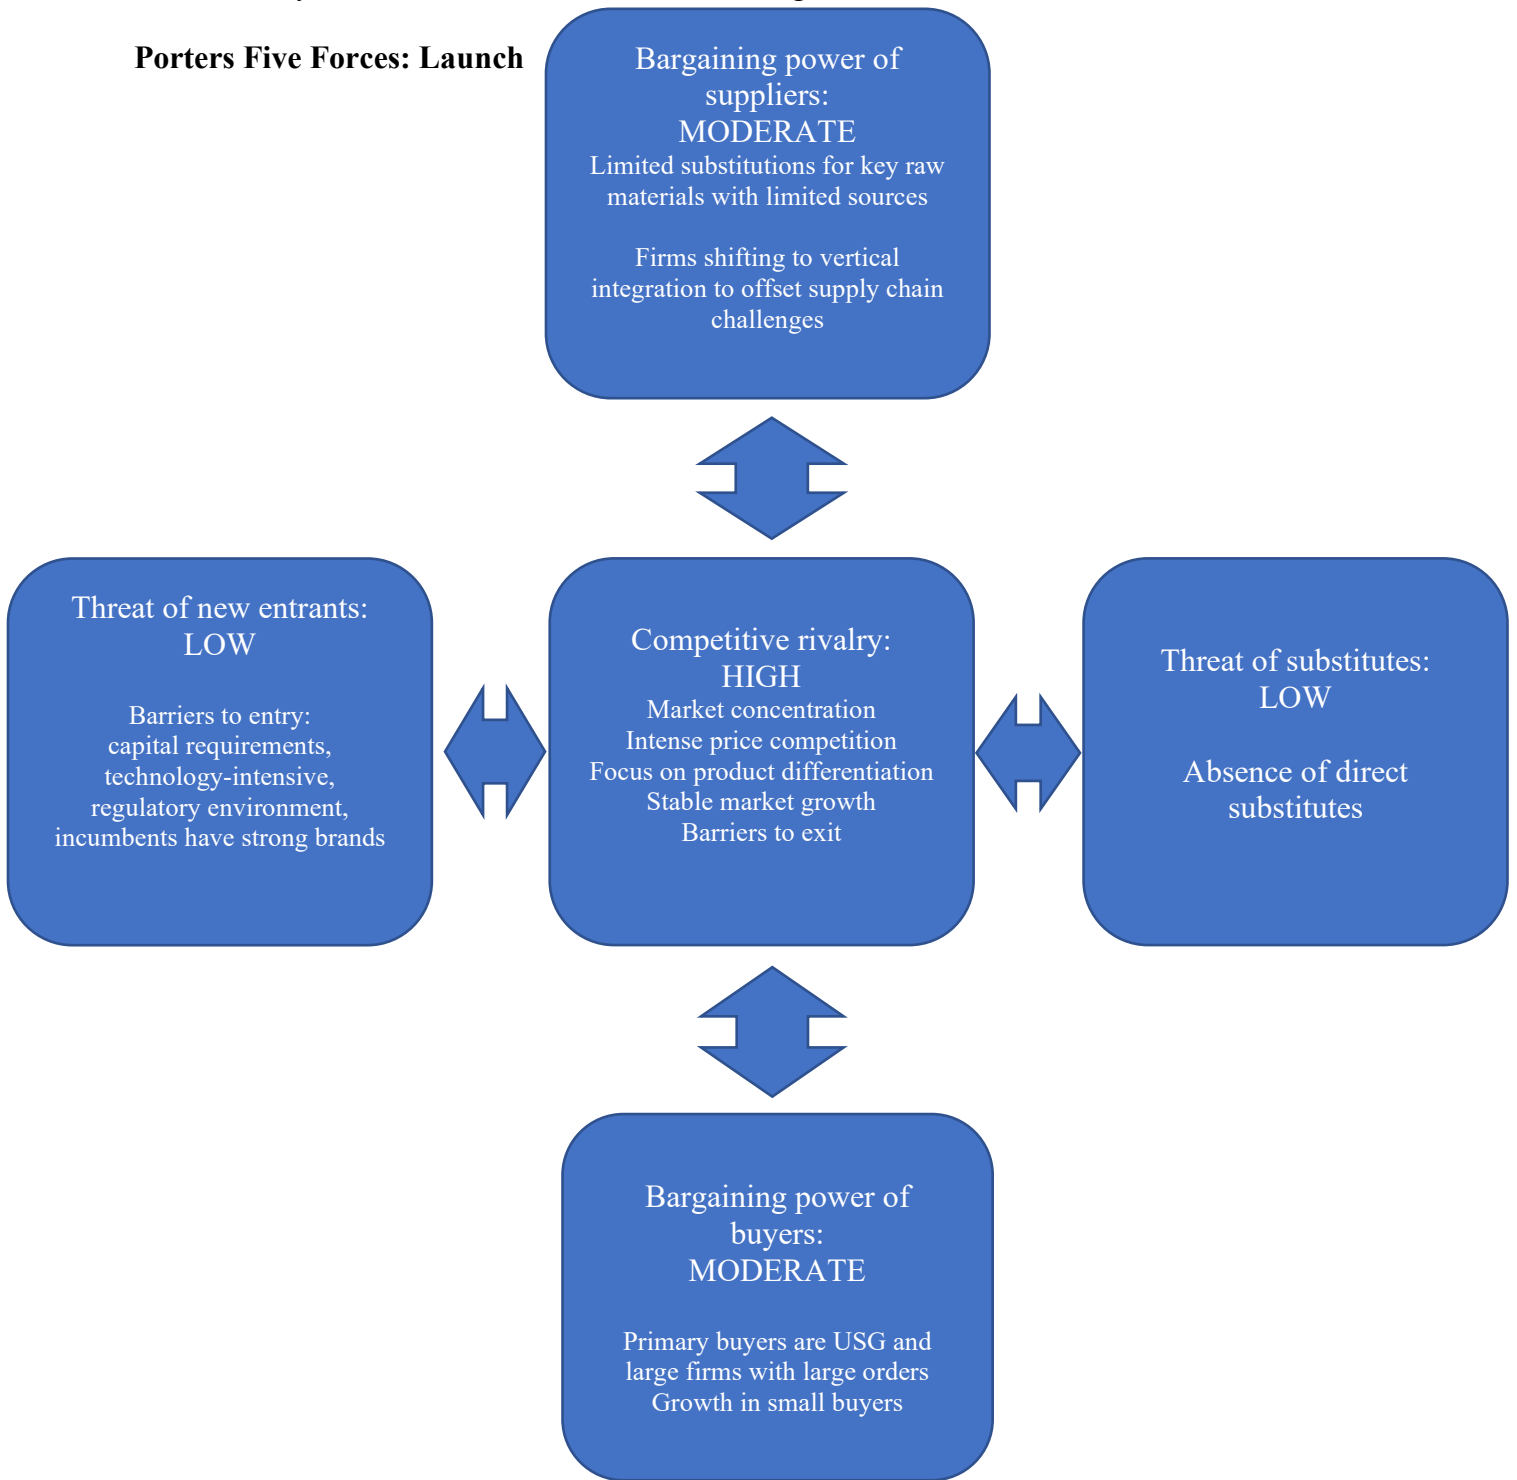 Porters Five Forces: Launch
Bargaining power of
suppliers:
MODERATE
Limited substitutions for key raw
materials with limited sources
Firms shifting to vertical
integration to offset supply chain
challenges
Threat of new entrants:
LOW
Barriers to entry:
capital requirements,
technology-intensive,
regulatory environment,
incumbents have strong brands
Competitive rivalry:
HIGH
Market concentration
Intense price competition
Focus on product differentiation
Stable market growth
Barriers to exit
Threat of substitutes:
LOW
Absence of direct
substitutes
Bargaining power of
buyers:
MODERATE
Primary buyers are USG and
large firms with large orders
Growth in small buyers